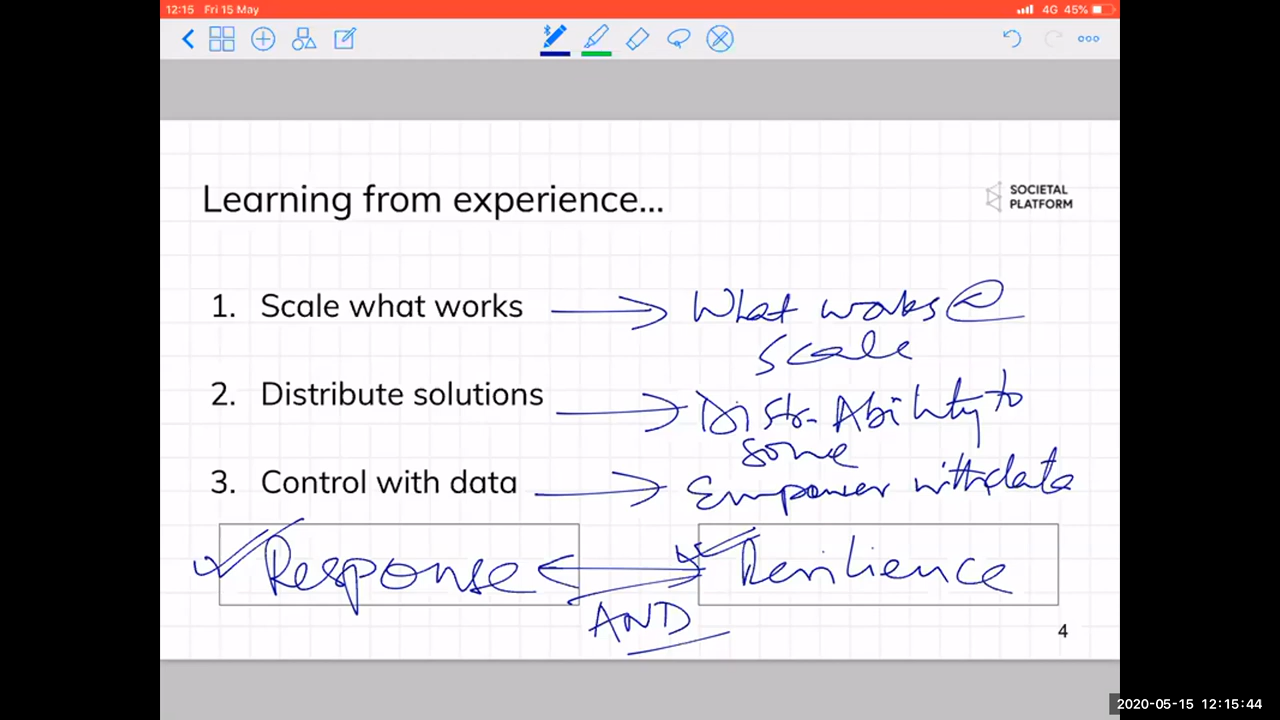 12:15 Fri 15 May 4G 45%
Learning from experience...
SOCIETAL
PLATFORM
1. Scale what works What works @
scale
2. Distribute solutions Distr. Ability to
solve
3. Control with data Empower with data
Response Resilience
AND
4
2020-05-15 12:15:44